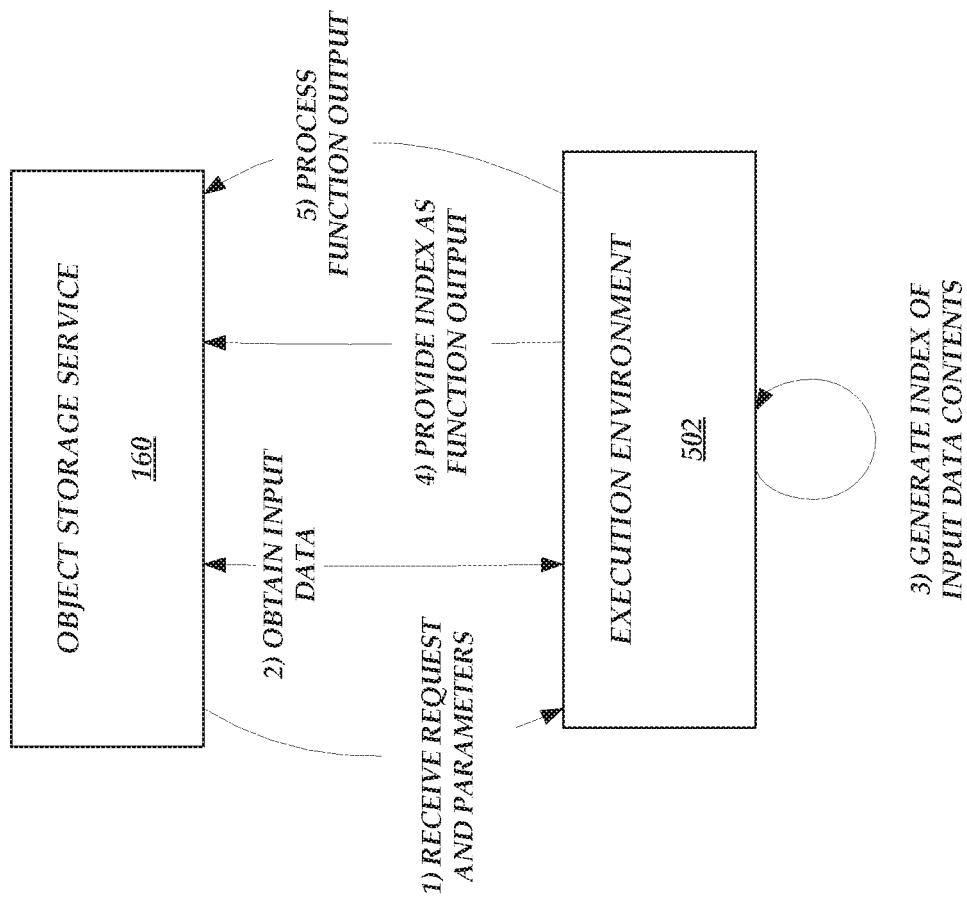 OBJECT STORAGE SERVICE
160
1) RECEIVE REQUEST
AND PARAMETERS
2) OBTAIN INPUT
DATA
4) PROVIDE INDEX AS
FUNCTION OUTPUT
5) PROCESS
FUNCTION OUTPUT
EXECUTION ENVIRONMENT
502
3) GENERATE INDEX OF
INPUT DATA CONTENTS